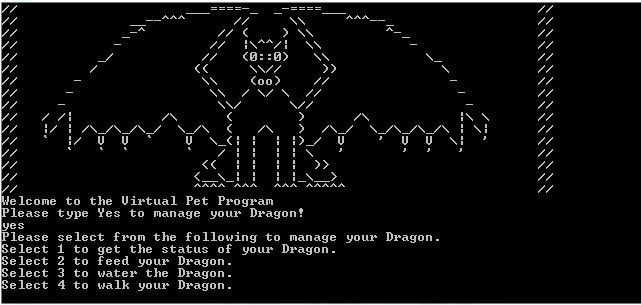 Welcome to the Virtual Pet Program
Please type Yes to manage your Dragon!
yes
Please select from the following to manage your Dragon.
Select 1 to get the status of your Dragon.
Select 2 to feed your Dragon.
Select 3 to water the Dragon.
Select 4 to walk your Dragon.